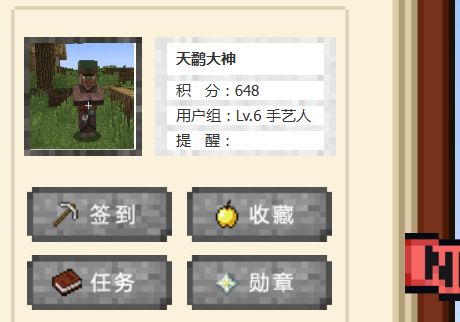 天鹬大神
积 分：648
用户组：Lv.6 手艺人
提 醒：
签到
收藏
任务
勋章